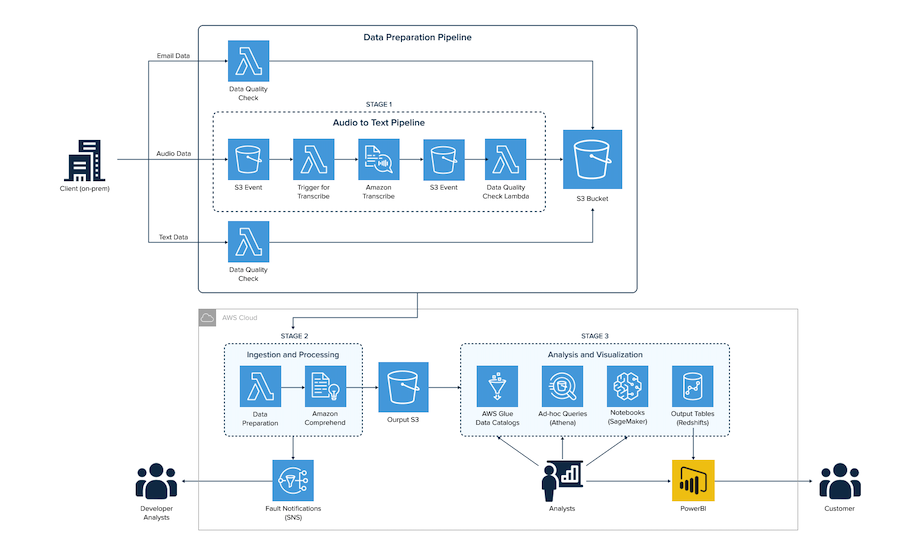 Data Preparation Pipeline
Email Data
Data Quality
Check
STAGE 1
Audio to Text Pipeline
Audio Data
Client (on-prem)
S3 Event
Trigger for
Transcribe
Amazon
Transcribe
S3 Event
Data Quality
Check Lambda
S3 Bucket
Text Data
Data Quality
Check
AWS Cloud
STAGE 2
Ingestion and Processing
Data
Preparation
Amazon
Comprehend
Ourput S3
STAGE 3
Analysis and Visualization
AWS Glue
Data Catalogs
Ad-hoc Queries
(Athena)
Notebooks
(SageMaker)
Output Tables
(Redshifts)
Developer
Analysts
Fault Notifications
(SNS)
Analysts
PowerBI
Customer